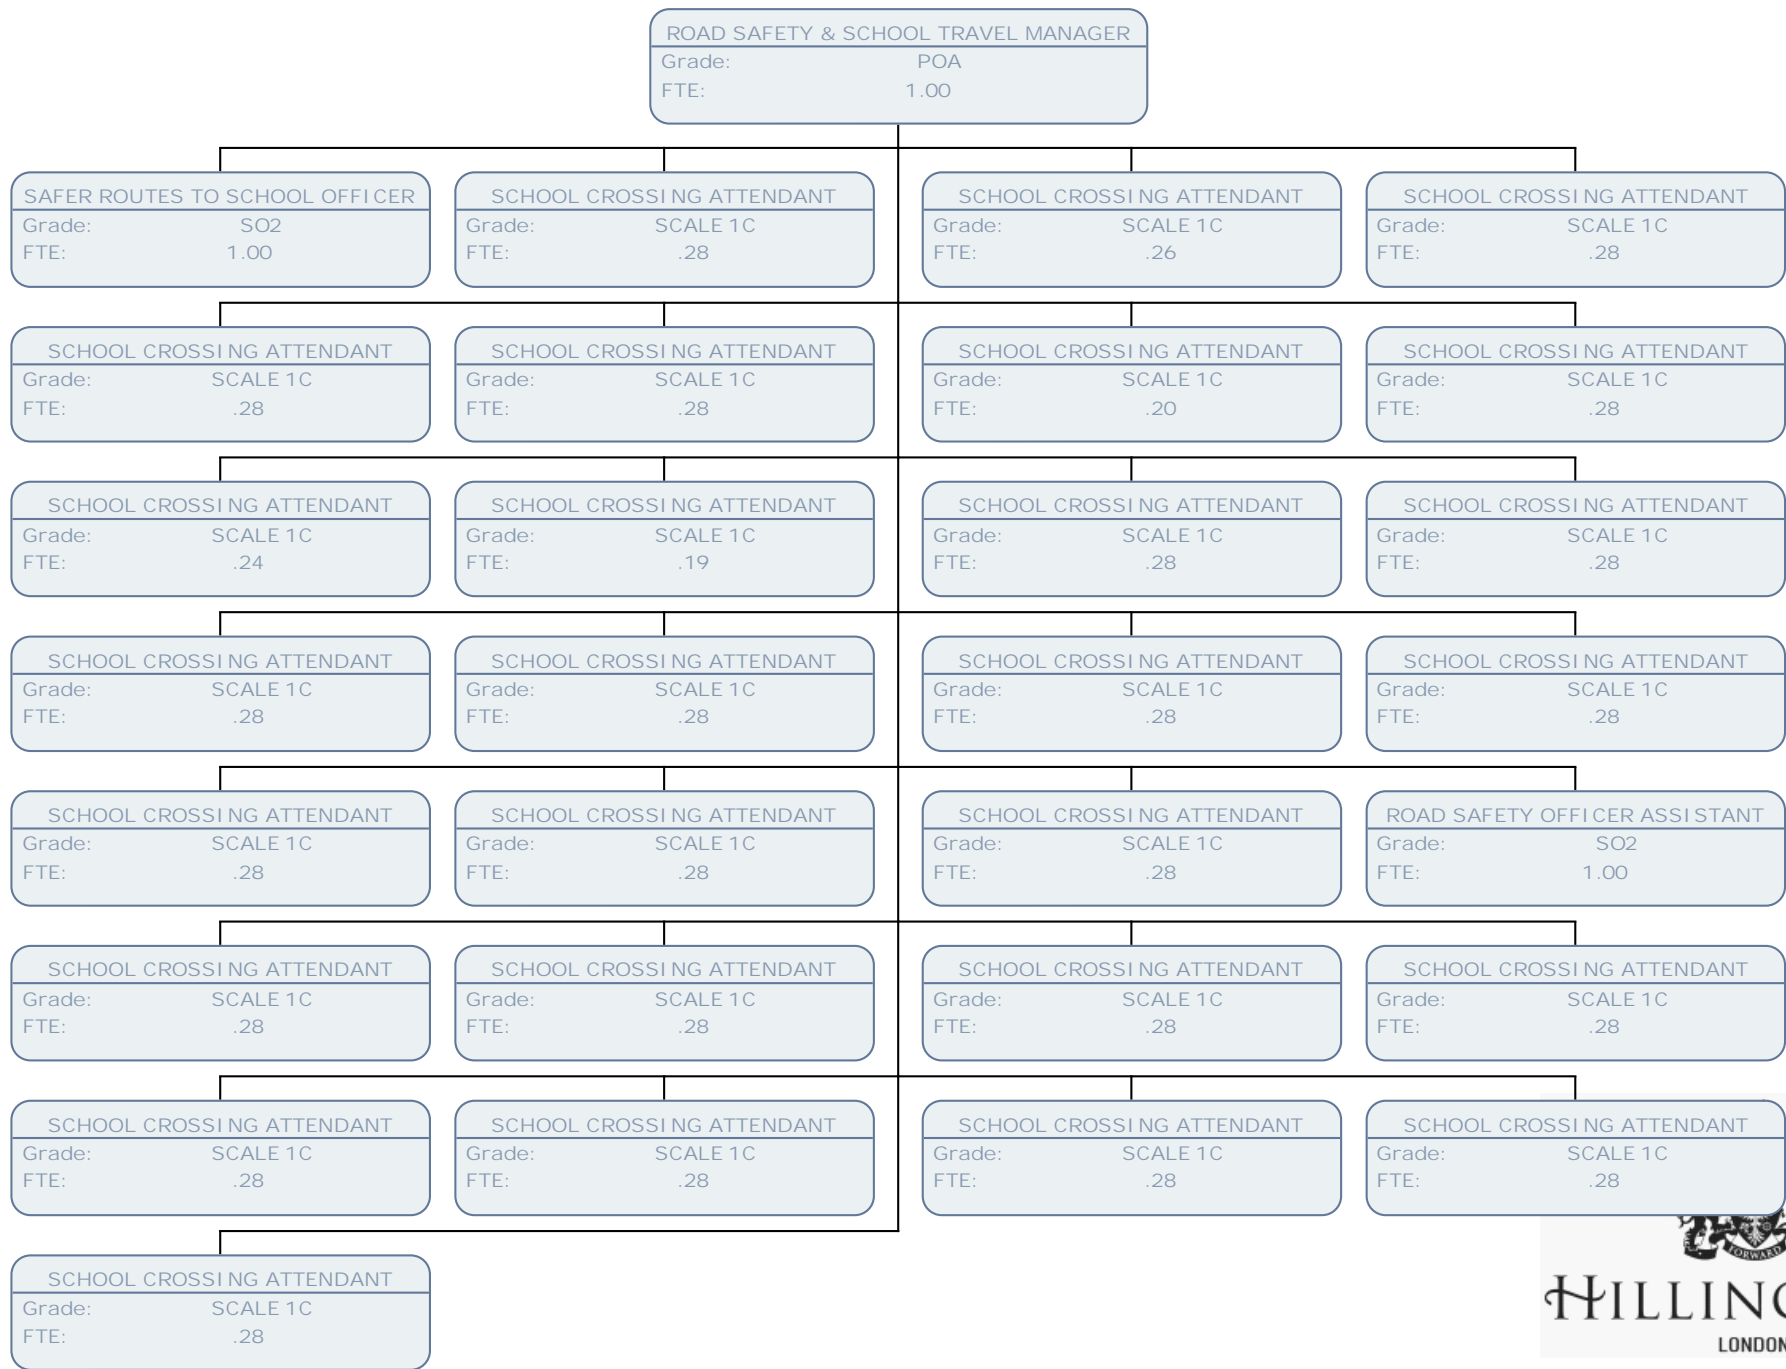 ROAD SAFETY & SCHOOL TRAVEL MANAGER
Grade: POA
FTE: 1.00
SAFER ROUTES TO SCHOOL OFFICER
Grade: SO2
FTE: 1.00
SCHOOL CROSSING ATTENDANT
Grade: SCALE 1C
FTE: .28
SCHOOL CROSSING ATTENDANT
Grade: SCALE 1C
FTE: .26
SCHOOL CROSSING ATTENDANT
Grade: SCALE 1C
FTE: .28
SCHOOL CROSSING ATTENDANT
Grade: SCALE 1C
FTE: .28
SCHOOL CROSSING ATTENDANT
Grade: SCALE 1C
FTE: .28
SCHOOL CROSSING ATTENDANT
Grade: SCALE 1C
FTE: .20
SCHOOL CROSSING ATTENDANT
Grade: SCALE 1C
FTE: .28
SCHOOL CROSSING ATTENDANT
Grade: SCALE 1C
FTE: .24
SCHOOL CROSSING ATTENDANT
Grade: SCALE 1C
FTE: .19
SCHOOL CROSSING ATTENDANT
Grade: SCALE 1C
FTE: .28
SCHOOL CROSSING ATTENDANT
Grade: SCALE 1C
FTE: .28
SCHOOL CROSSING ATTENDANT
Grade: SCALE 1C
FTE: .28
SCHOOL CROSSING ATTENDANT
Grade: SCALE 1C
FTE: .28
SCHOOL CROSSING ATTENDANT
Grade: SCALE 1C
FTE: .28
SCHOOL CROSSING ATTENDANT
Grade: SCALE 1C
FTE: .28
SCHOOL CROSSING ATTENDANT
Grade: SCALE 1C
FTE: .28
SCHOOL CROSSING ATTENDANT
Grade: SCALE 1C
FTE: .28
SCHOOL CROSSING ATTENDANT
Grade: SCALE 1C
FTE: .28
ROAD SAFETY OFFICER ASSISTANT
Grade: SO2
FTE: 1.00
SCHOOL CROSSING ATTENDANT
Grade: SCALE 1C
FTE: .28
SCHOOL CROSSING ATTENDANT
Grade: SCALE 1C
FTE: .28
SCHOOL CROSSING ATTENDANT
Grade: SCALE 1C
FTE: .28
SCHOOL CROSSING ATTENDANT
Grade: SCALE 1C
FTE: .28
SCHOOL CROSSING ATTENDANT
Grade: SCALE 1C
FTE: .28
SCHOOL CROSSING ATTENDANT
Grade: SCALE 1C
FTE: .28
SCHOOL CROSSING ATTENDANT
Grade: SCALE 1C
FTE: .28
SCHOOL CROSSING ATTENDANT
Grade: SCALE 1C
FTE: .28
SCHOOL CROSSING ATTENDANT
Grade: SCALE 1C
FTE: .28
FORWARD
LONDON